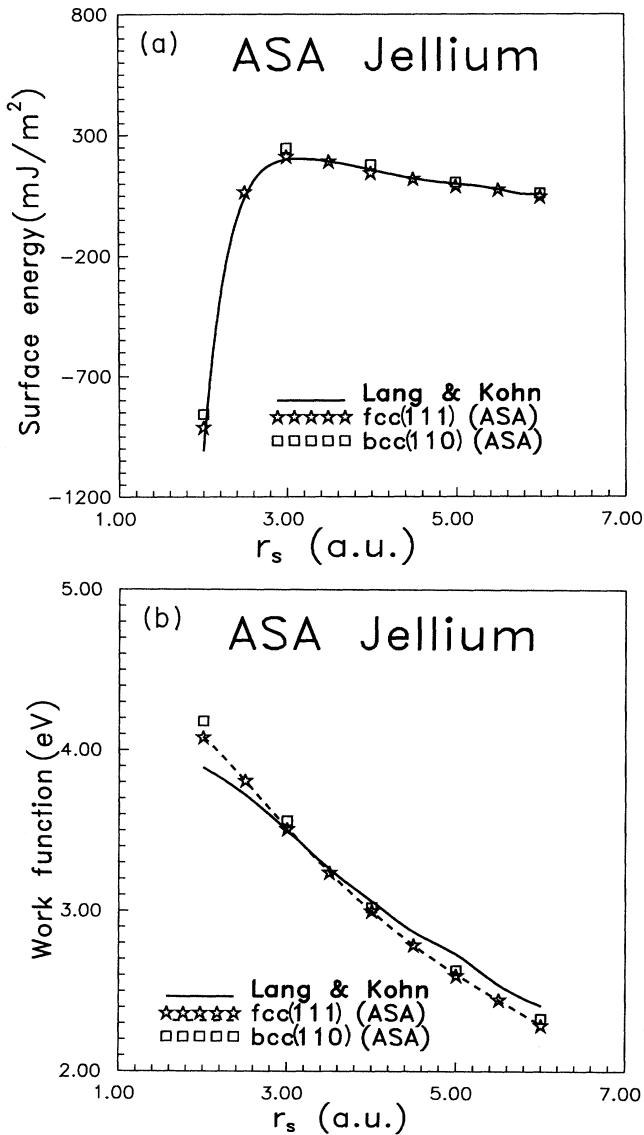 800
(a) ASA Jellium
300
−200
−700
−1200
Surface energy(mJ/m²)
Lang & Kohn
fcc(111) (ASA)
bcc(110) (ASA)
1.00 3.00 5.00 7.00
rₛ (a.u.)
5.00
(b) ASA Jellium
4.00
3.00
2.00
Work function(eV)
Lang & Kohn
fcc(111) (ASA)
bcc(110) (ASA)
1.00 3.00 5.00 7.00
rₛ (a.u.)